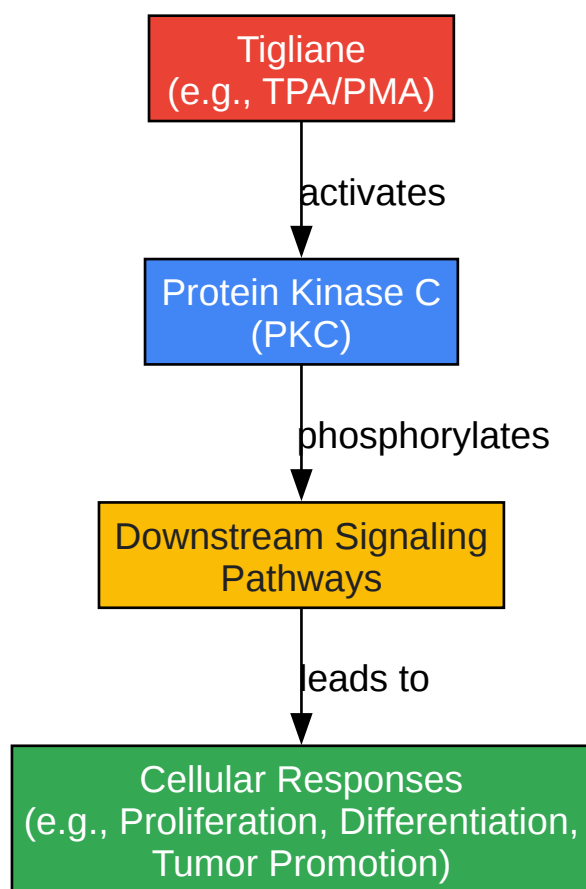 Tigliane
(e.g., TPA/PMA)
activates
Protein Kinase C
(PKC)
phosphorylates
Downstream Signaling
Pathways
leads to
Cellular Responses
(e.g., Proliferation, Differentiation,
Tumor Promotion)